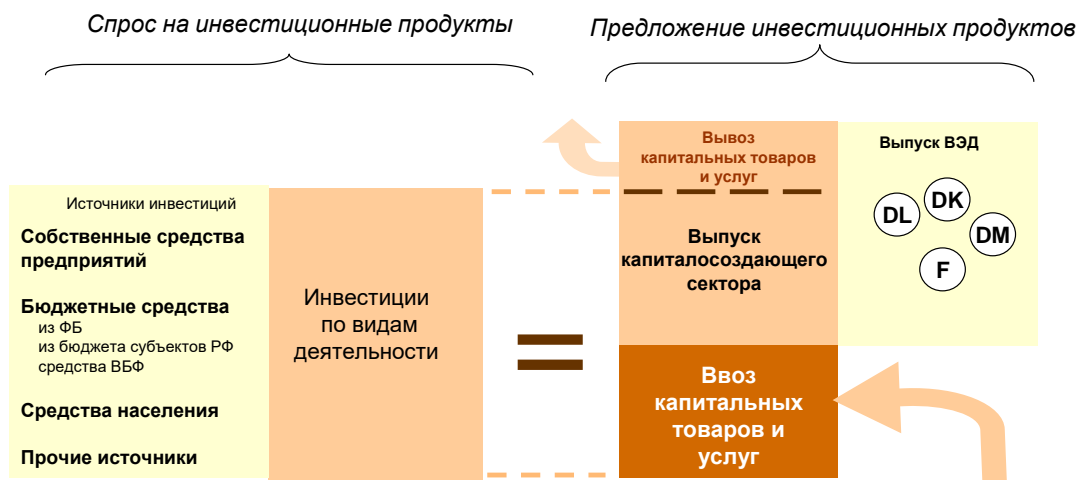 Спрос на инвестиционные продукты
Предложение инвестиционных продуктов
Источники инвестиций
Собственные средства
предприятий
Бюджетные средства
из ФБ
из бюджета субъектов РФ
средства ВБФ
Средства населения
Прочие источники
Инвестиции
по видам
деятельности
=
Вывоз
капитальных товаров
и услуг
Выпуск
капиталосоздающего
сектора
Ввоз
капитальных
товаров и
услуг
Выпуск ВЭД
DL
DK
DM
F